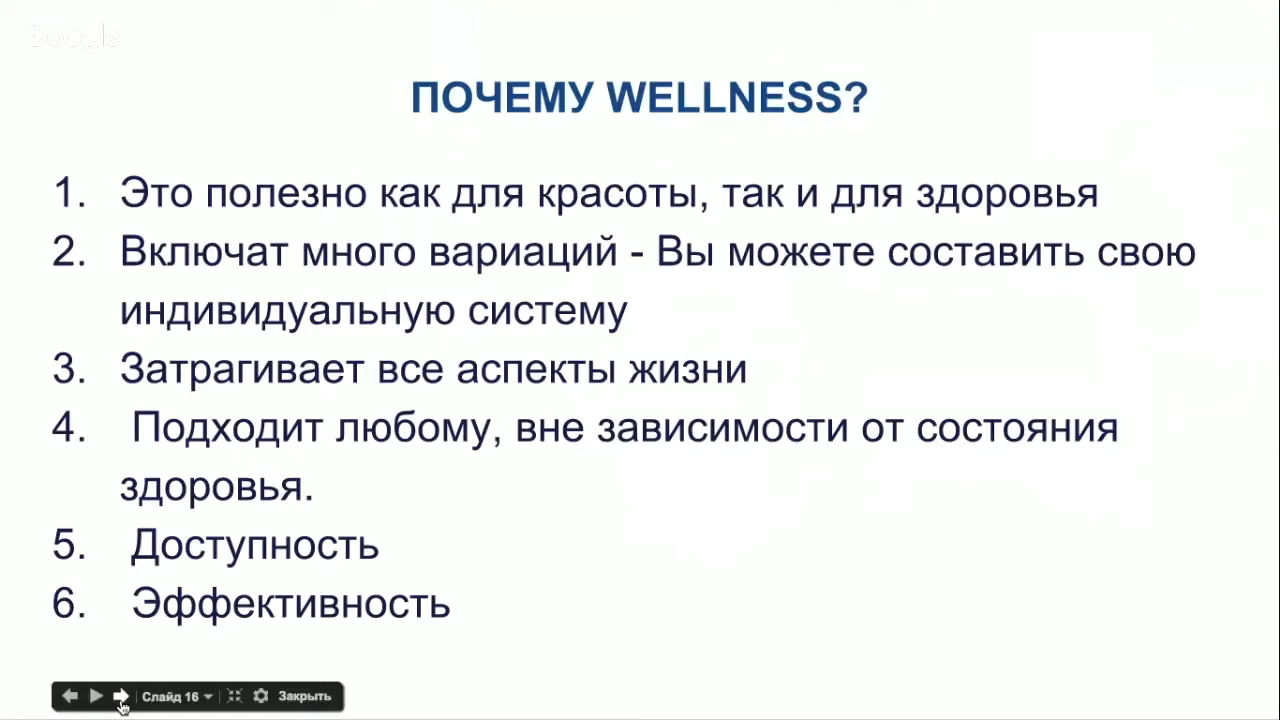 Google
ПОЧЕМУ WELLNESS?
1. Это полезно как для красоты, так и для здоровья
2. Включат много вариаций - Вы можете составить свою
индивидуальную систему
3. Затрагивает все аспекты жизни
4. Подходит любому, вне зависимости от состояния
здоровья.
5. Доступность
6. Эффективность
Слайд 16 Закрыть